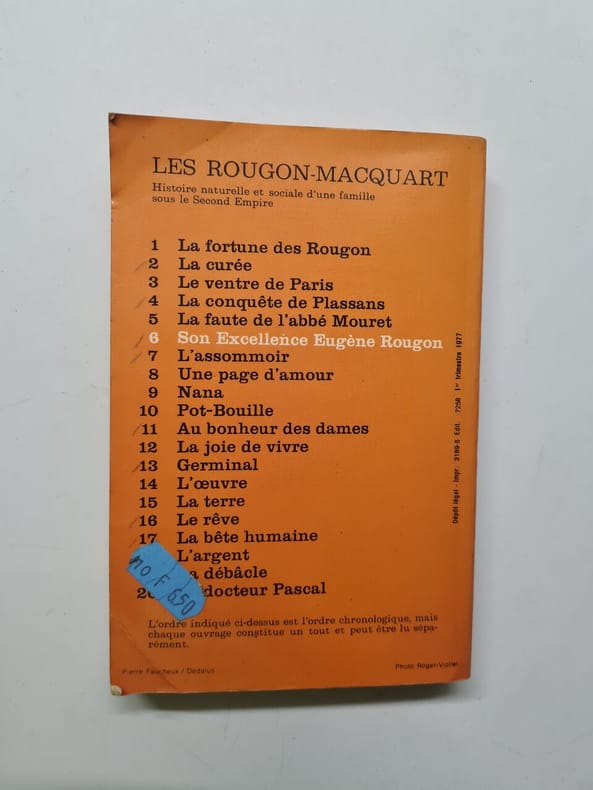 LES ROUGON-MACQUART
Histoire naturelle et sociale d'une famille
sous le Second Empire
1 La fortune des Rougon
2 La curée
3 Le ventre de Paris
4 La conquête de Plassans
5 La faute de l'abbé Mouret
6 Son Excellence Eugène Rougon
7 L'assommoir
8 Une page d'amour
9 Nana
10 Pot-Bouille
11 Au bonheur des dames
12 La joie de vivre
13 Germinal
14 L'œuvre
15 La terre
16 Le rêve
17 La bête humaine
L'argent
débâcle
docteur Pascal
F 6.50
L'ordre indiqué ci-dessus est l'ordre chronologique, mais
chaque ouvrage constitue un tout et peut être lu sépa-
rément.
Pierre Faucheux / Dedalus
Photo Roger-Viollet
Dépôt légal - Impr. 3189-5 Edit. 7258 1er trimestre 1977